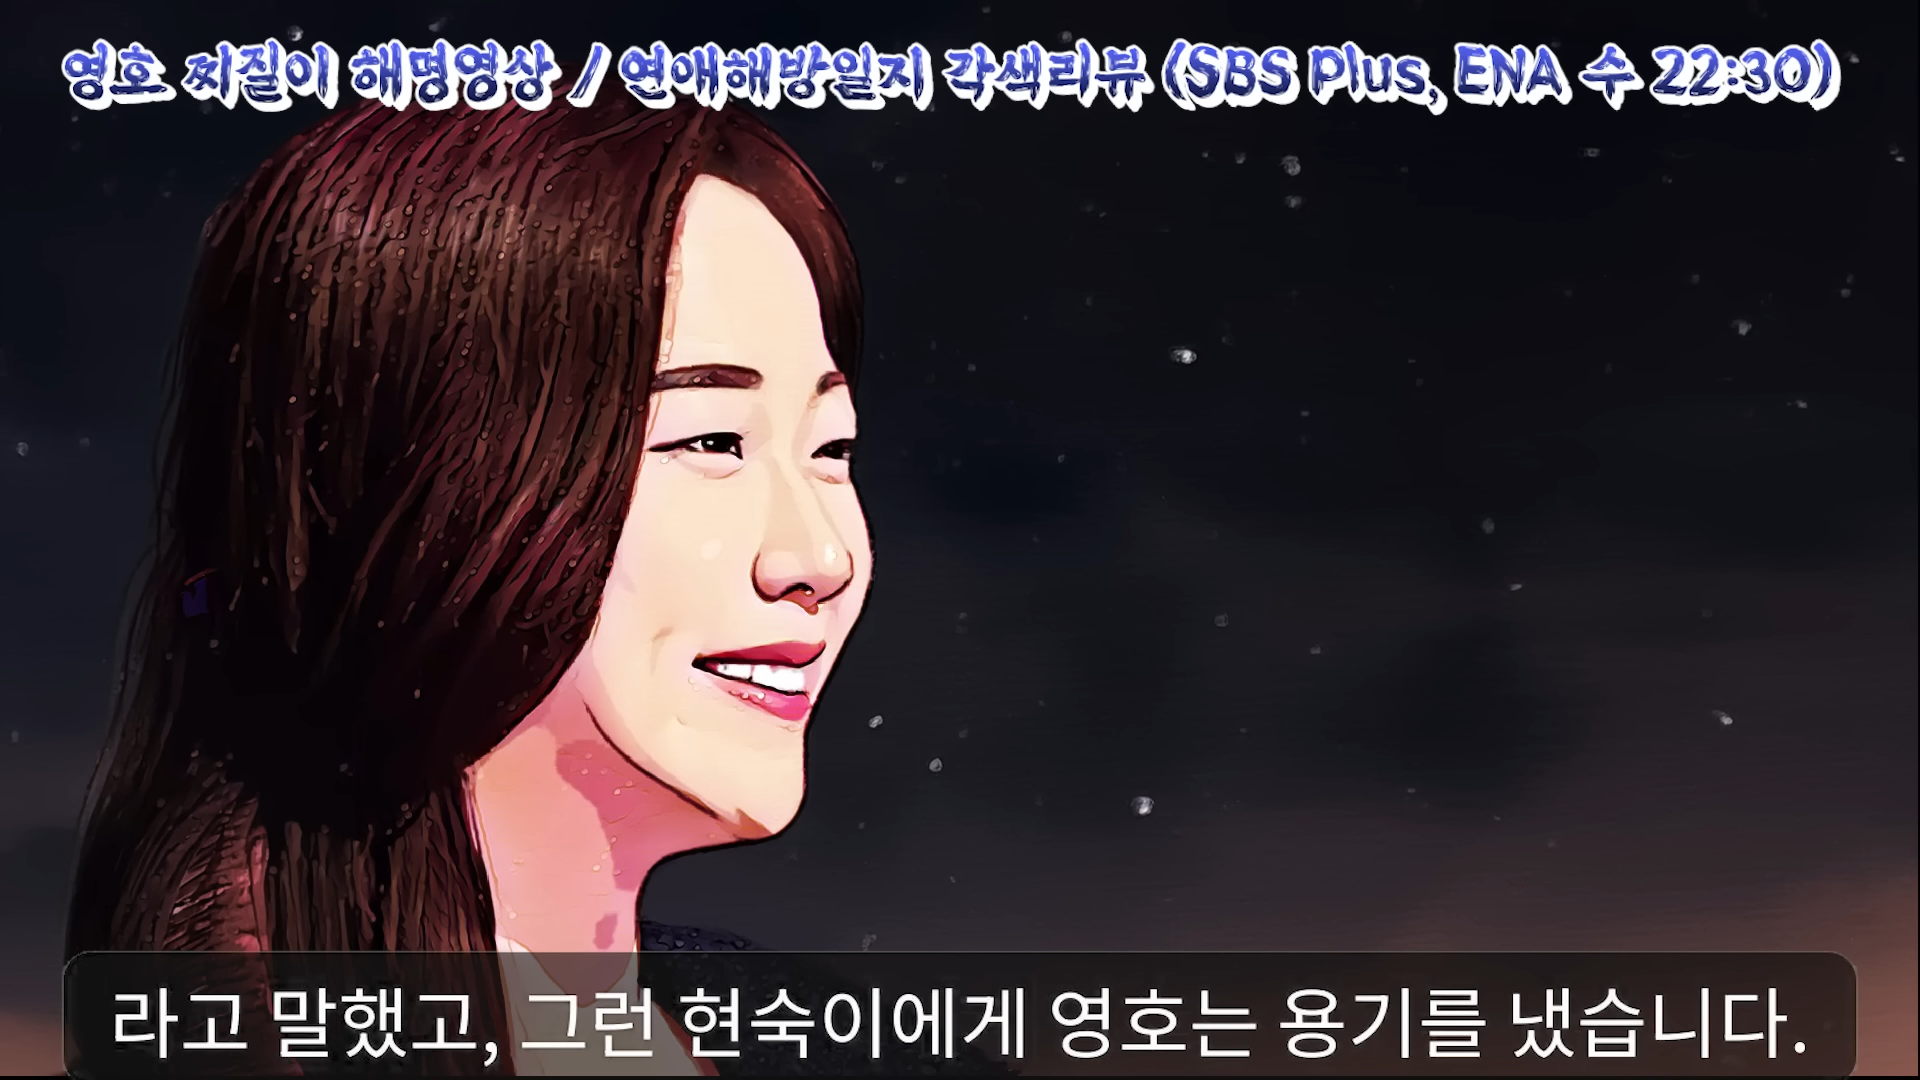 영호 찌질이 해명영상 / 연애해방일지 각색리뷰 (SBS Plus, ENA 수 22:30)
라고 말했고, 그런 현숙이에게 영호는 용기를 냈습니다.